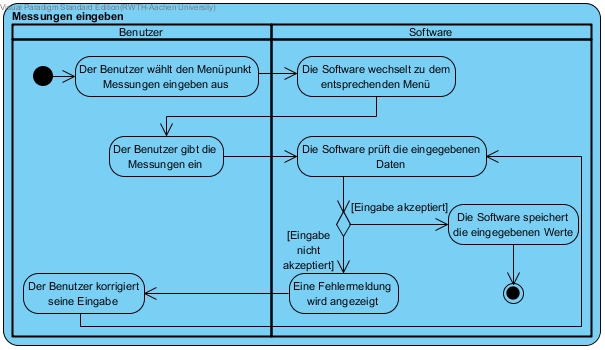 Visual Paradigm Standard Edition(RWTH-Aachen University)
Messungen eingeben
Benutzer
Software
Der Benutzer wählt den Menüpunkt
Messungen eingeben aus
Die Software wechselt zu dem
entsprechenden Menü
Der Benutzer gibt die
Messungen ein
Die Software prüft die eingegebenen
Daten
[Eingabe akzeptiert]
Die Software speichert
die eingegebenen Werte
[Eingabe
nicht
akzeptiert]
Der Benutzer korrigiert
seine Eingabe
Eine Fehlermeldung
wird angezeigt